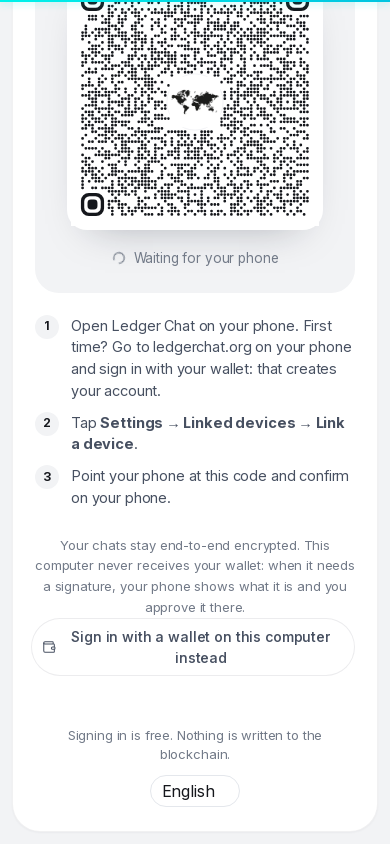 Waiting for your phone
1
Open Ledger Chat on your phone. First
time? Go to ledgerchat.org on your phone
and sign in with your wallet: that creates
your account.
2
Tap Settings → Linked devices → Link
a device.
3
Point your phone at this code and confirm
on your phone.
Your chats stay end-to-end encrypted. This
computer never receives your wallet: when it needs
a signature, your phone shows what it is and you
approve it there.
Sign in with a wallet on this computer
instead
Signing in is free. Nothing is written to the
blockchain.
English